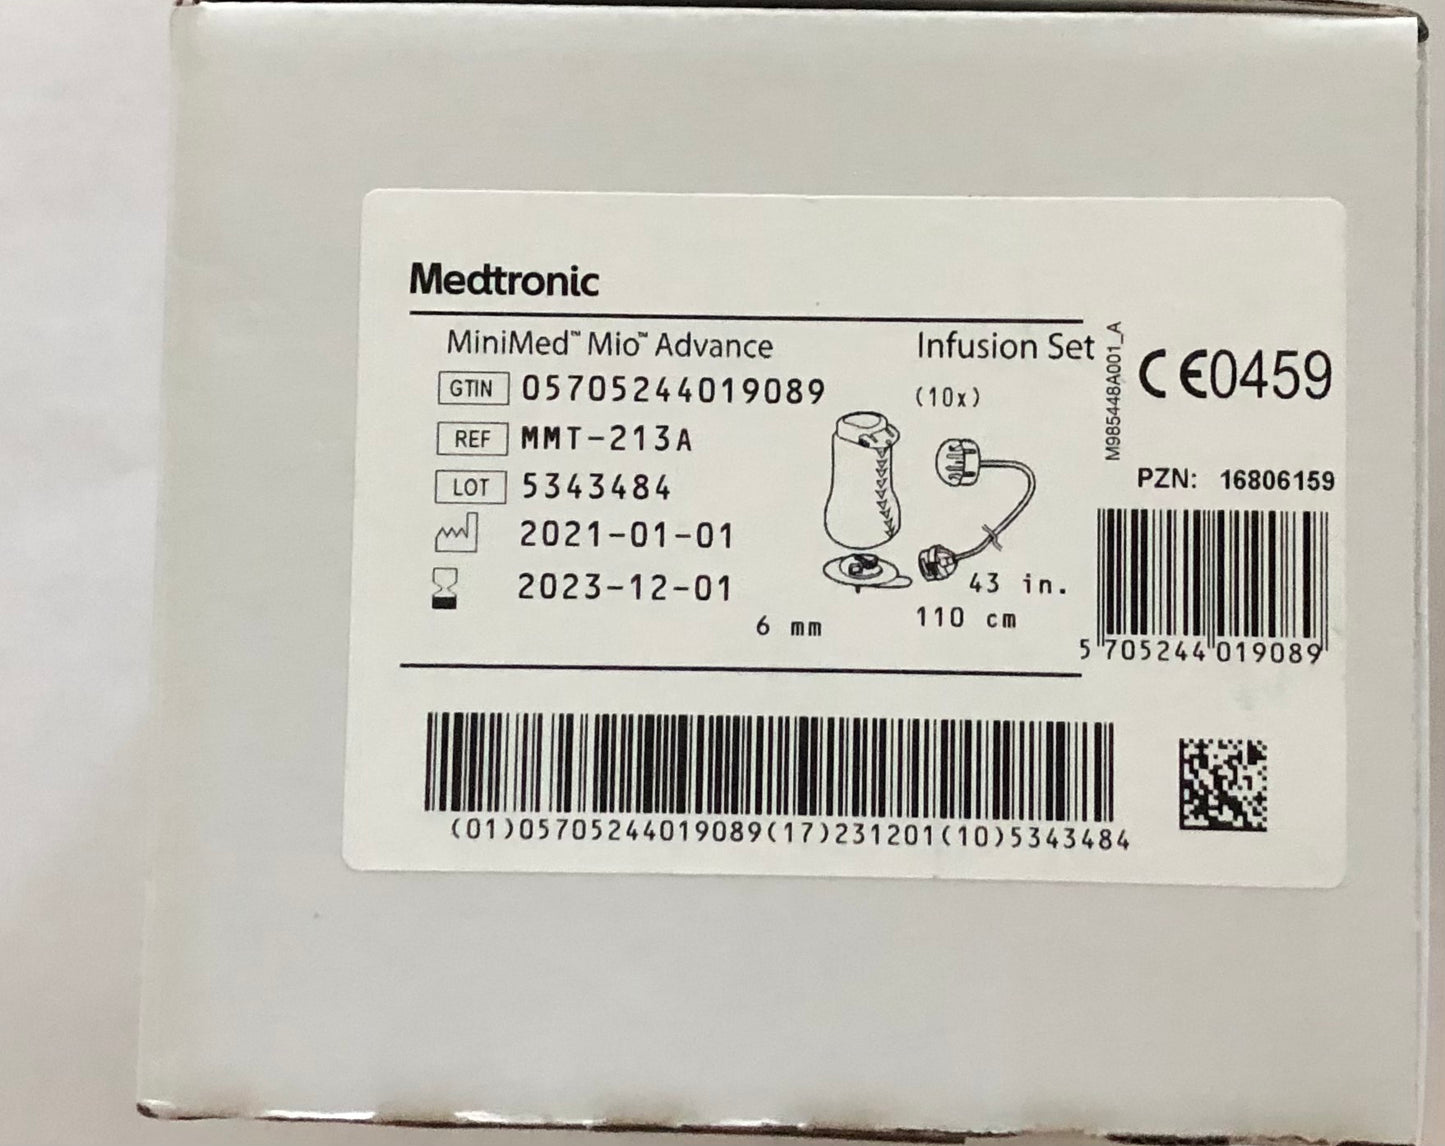 Medtronic
MiniMed™ Mio™ Advance
Infusion Set
GTIN 05705244019089
(10x)
REF MMT-213A
LOT 5343484
2021-01-01
2023-12-01
6 mm
43 in.
110 cm
M985448A001_A
CE0459
PZN: 16806159
5 705244 019089
(01)05705244019089(17)231201(10)5343484